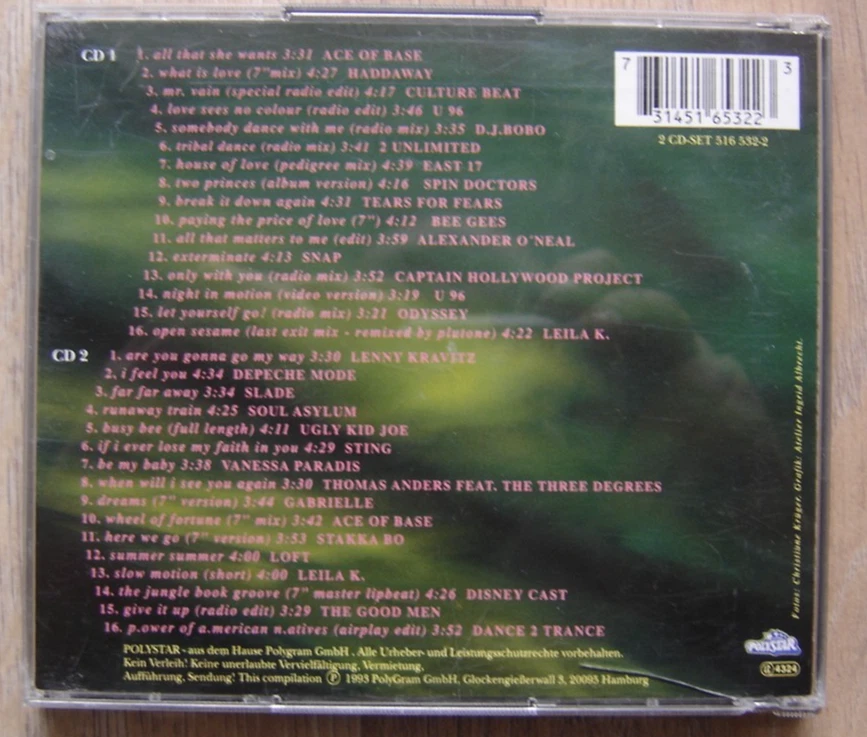 CD 1 1. all that she wants 3:31 ACE OF BASE
2. what is love (7"mix) 4:27 HADDAWAY
3. mr. vain (special radio edit) 4:17 CULTURE BEAT
4. love sees no colour (radio edit) 3:46 U 96
5. somebody dance with me (radio mix) 3:35 D.J.BOBO
6. tribal dance (radio mix) 3:41 2 UNLIMITED
7. house of love (pedigree mix) 4:39 EAST 17
8. two princes (album version) 4:16 SPIN DOCTORS
9. break it down again 4:31 TEARS FOR FEARS
10. paying the price of love (7") 4:12 BEE GEES
11. all that matters to me (edit) 3:59 ALEXANDER O'NEAL
12. exterminate 4:13 SNAP
13. only with you (radio mix) 3:52 CAPTAIN HOLLYWOOD PROJECT
14. night in motion (video version) 3:19 U 96
15. let yourself go! (radio mix) 3:21 ODYSSEY
16. open sesame (last exit mix - remixed by plutone) 4:22 LEILA K.
CD 2 1. are you gonna go my way 3:30 LENNY KRAVITZ
2. i feel you 4:34 DEPECHE MODE
3. far far away 3:34 SLADE
4. runaway train 4:25 SOUL ASYLUM
5. busy bee (full length) 4:11 UGLY KID JOE
6. if i ever lose my faith in you 4:29 STING
7. be my baby 3:38 VANESSA PARADIS
8. when will i see you again 3:30 THOMAS ANDERS FEAT. THE THREE DEGREES
9. dreams (7" version) 3:44 GABRIELLE
10. wheel of fortune (7" mix) 3:42 ACE OF BASE
11. here we go (7" version) 3:53 STAKKA BO
12. summer summer 4:00 LOFT
13. slow motion (short) 4:00 LEILA K.
14. the jungle book groove (7" master lipbeat) 4:26 DISNEY CAST
15. give it up (radio edit) 3:29 THE GOOD MEN
16. p.ower of a.merican n.atives (airplay edit) 3:52 DANCE 2 TRANCE
POLYSTAR - aus dem Hause Polygram GmbH . Alle Urheber- und Leistungsschutzrechte vorbehalten.
Kein Verleih! Keine unerlaubte Vervielfältigung, Vermietung,
Aufführung, Sendung! This compilation ℗ 1993 PolyGram GmbH, Glockengießerwall 3, 20095 Hamburg
7 31451 65322 3
2 CD-SET 516 532-2
Fotos: Christiane Krüger, Grafik: Atelier Ingrid Albrecht.
POLYSTAR
4324